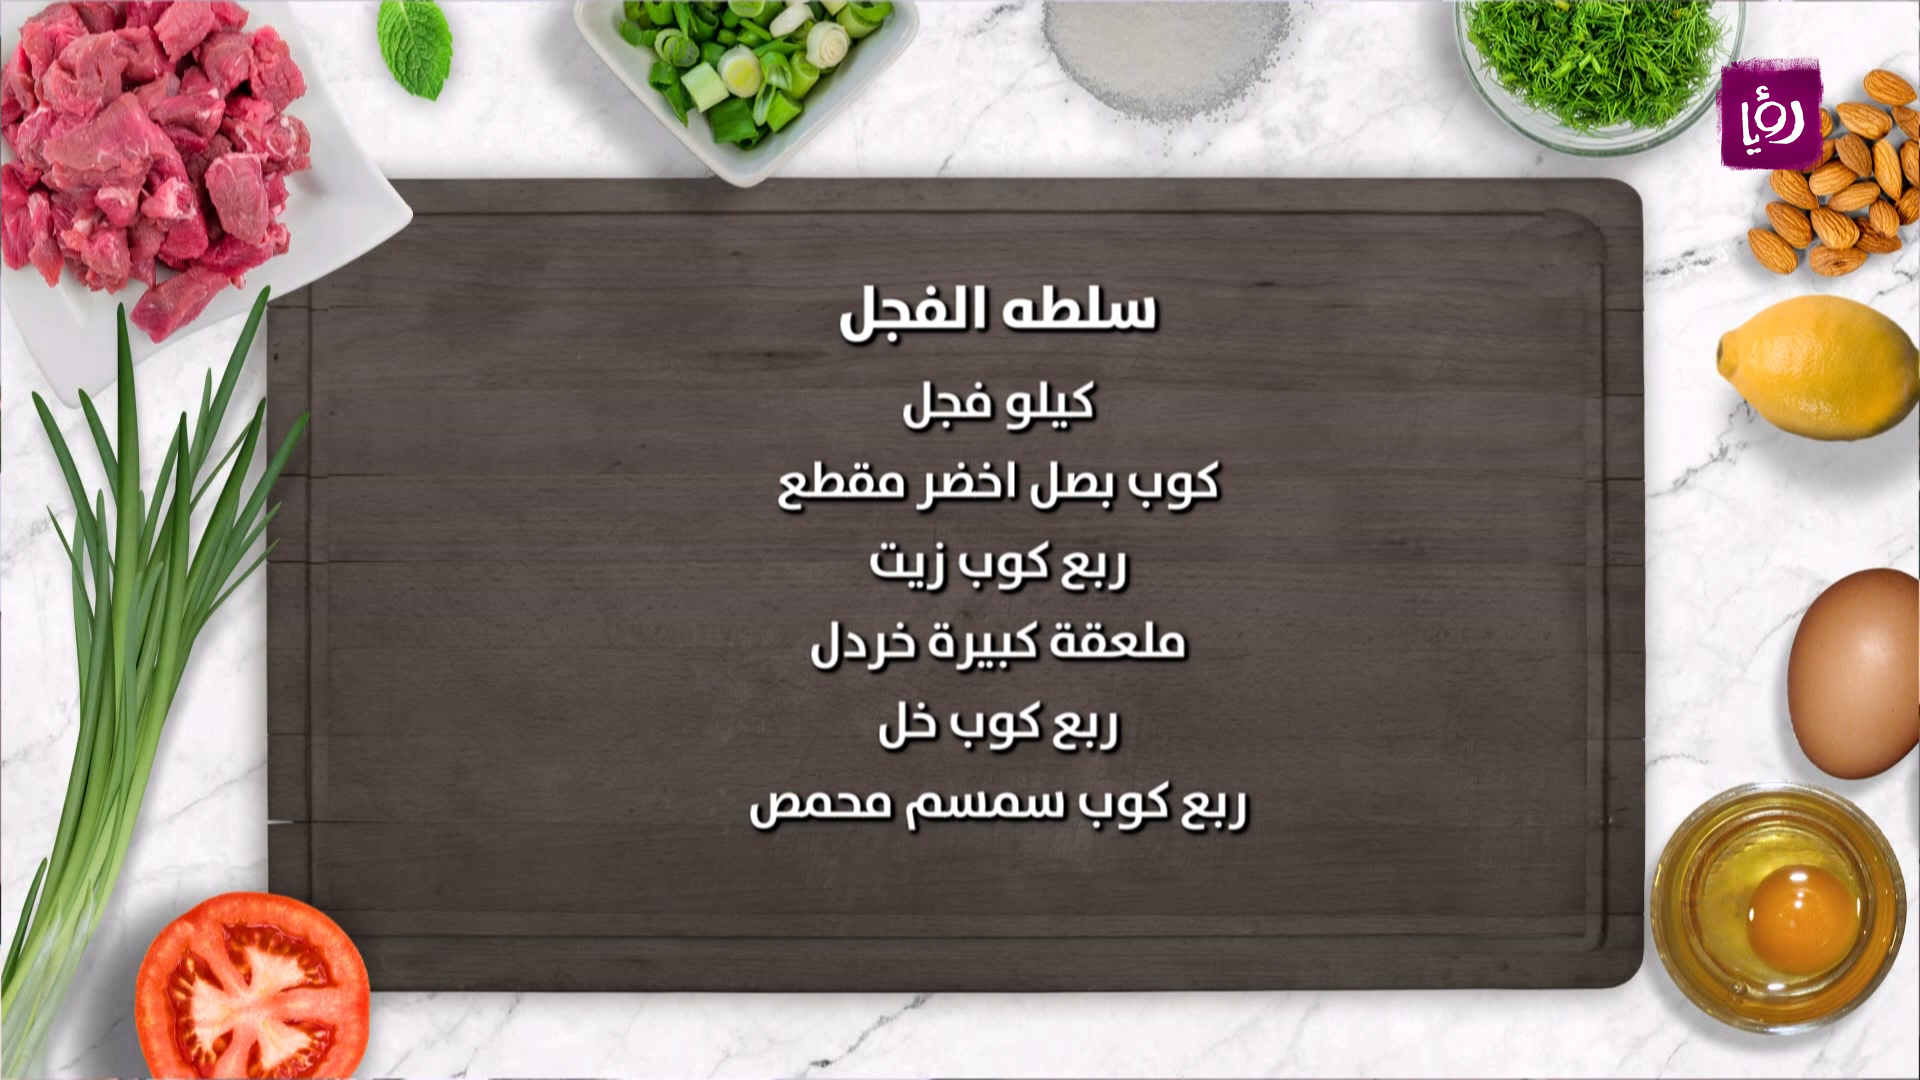 رؤيا
سلطه الفجل
كيلو فجل
كوب بصل اخضر مقطع
ربع كوب زيت
ملعقة كبيرة خردل
ربع كوب خل
ربع كوب سمسم محمص